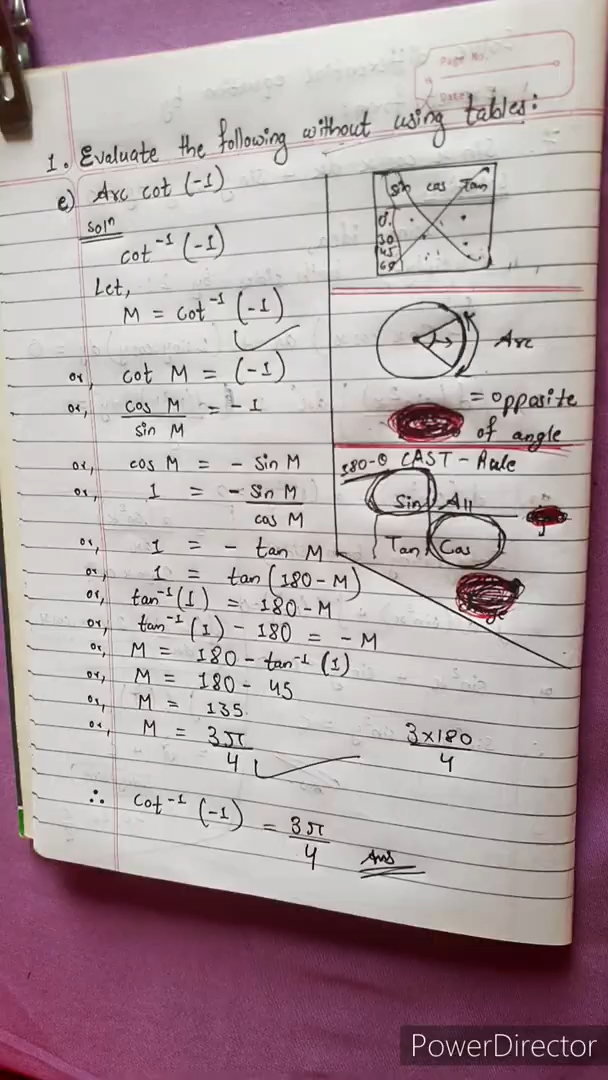 Page No.
Date
1. Evaluate the following without using tables:
e) Arc cot (-1)
Solⁿ
cot⁻¹ (-1)
Let,
M = cot⁻¹ (-1)
or, cot M = (-1)
or, cos M / sin M = -1
or, cos M = - sin M
or, 1 = - sin M / cos M
or, 1 = - tan M
or, 1 = tan (180 - M)
or, tan⁻¹ (1) = 180 - M
or, tan⁻¹ (1) - 180 = - M
or, M = 180 - tan⁻¹ (1)
or, M = 180 - 45
or, M = 135
or, M = 3π / 4
3×180 / 4
∴ cot⁻¹ (-1) = 3π / 4 Ans
sin cos Tan
0
30
45
60
Arc
= opposite
of angle
180-θ CAST - Rule
Sin All
Tan Cos
PowerDirector